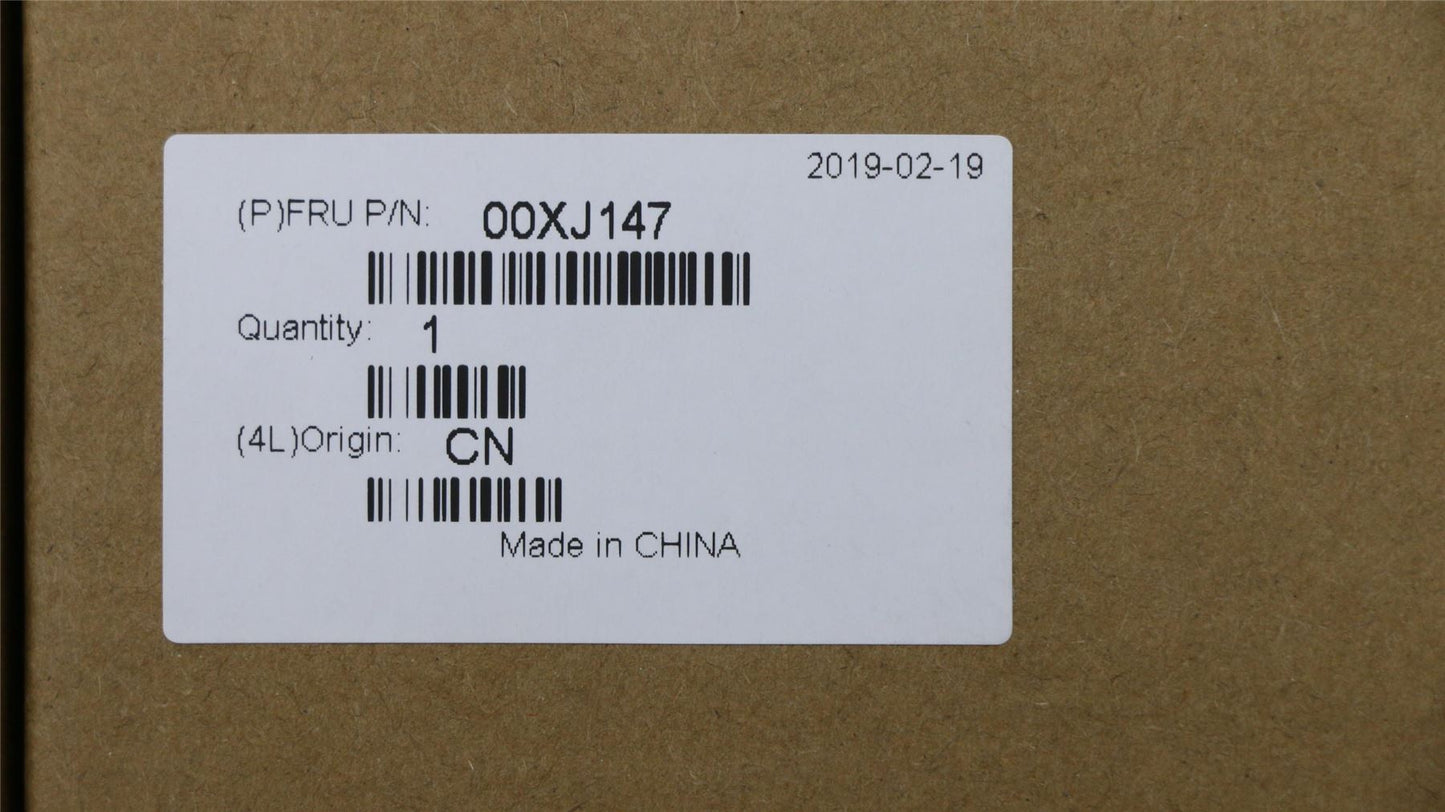 2019-02-19
(P)FRU P/N: 00XJ147
Quantity: 1
(4L)Origin: CN
Made in CHINA